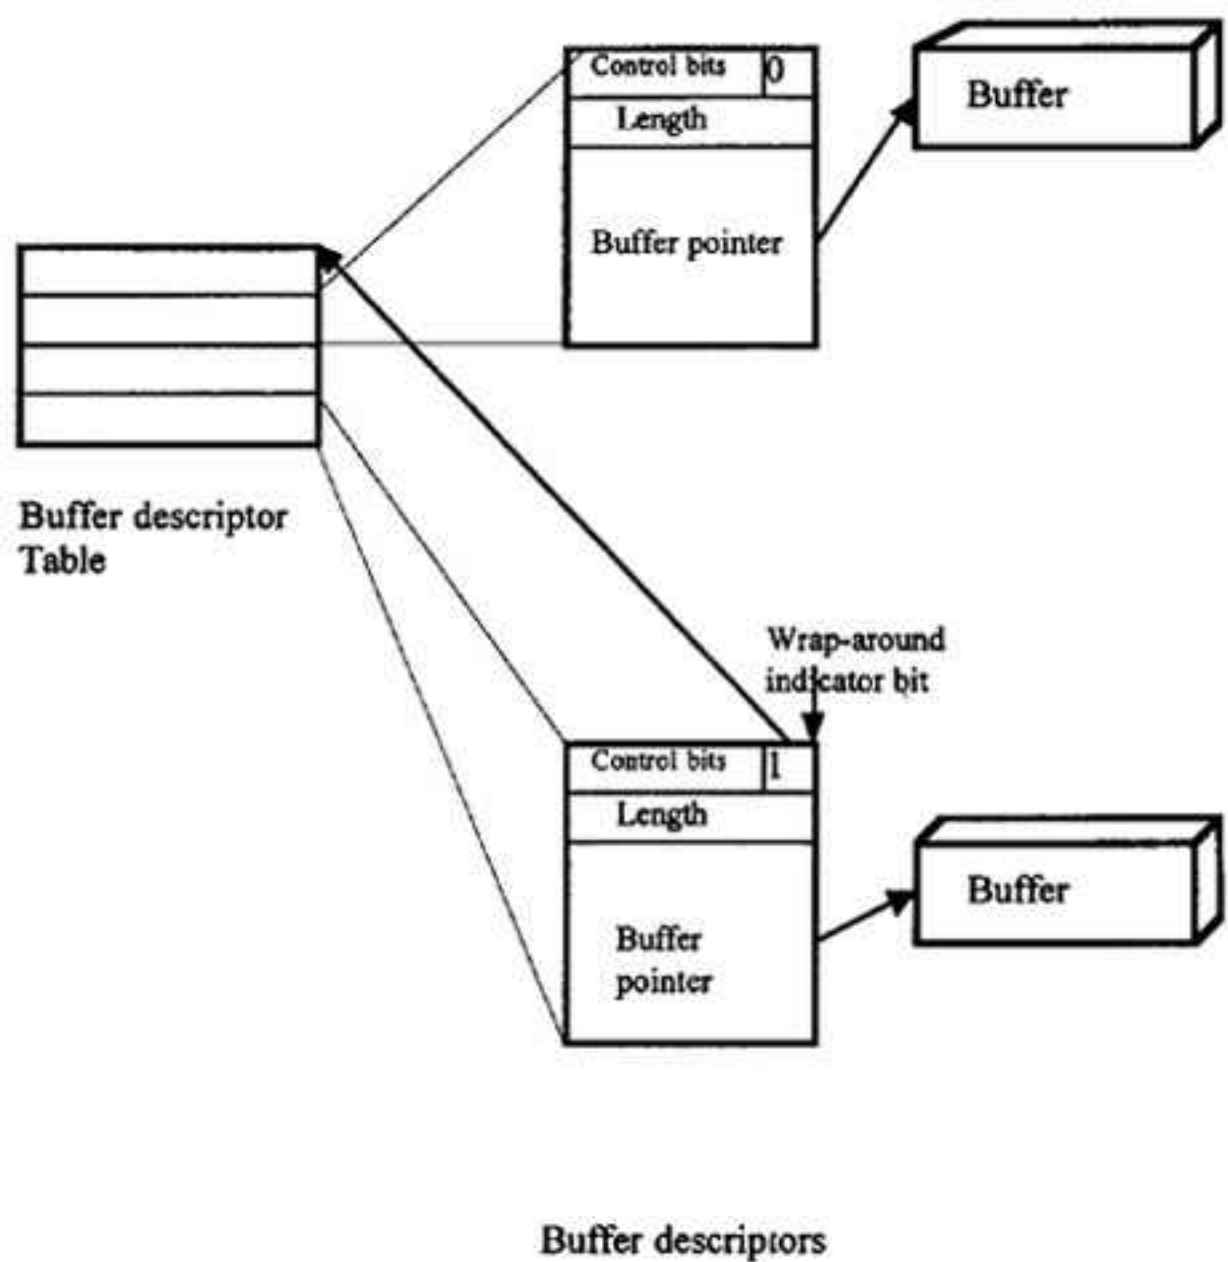 Control bits 0
Length
Buffer pointer
Buffer
Buffer descriptor
Table
Wrap-around
indicator bit
Control bits 1
Length
Buffer
pointer
Buffer
Buffer descriptors